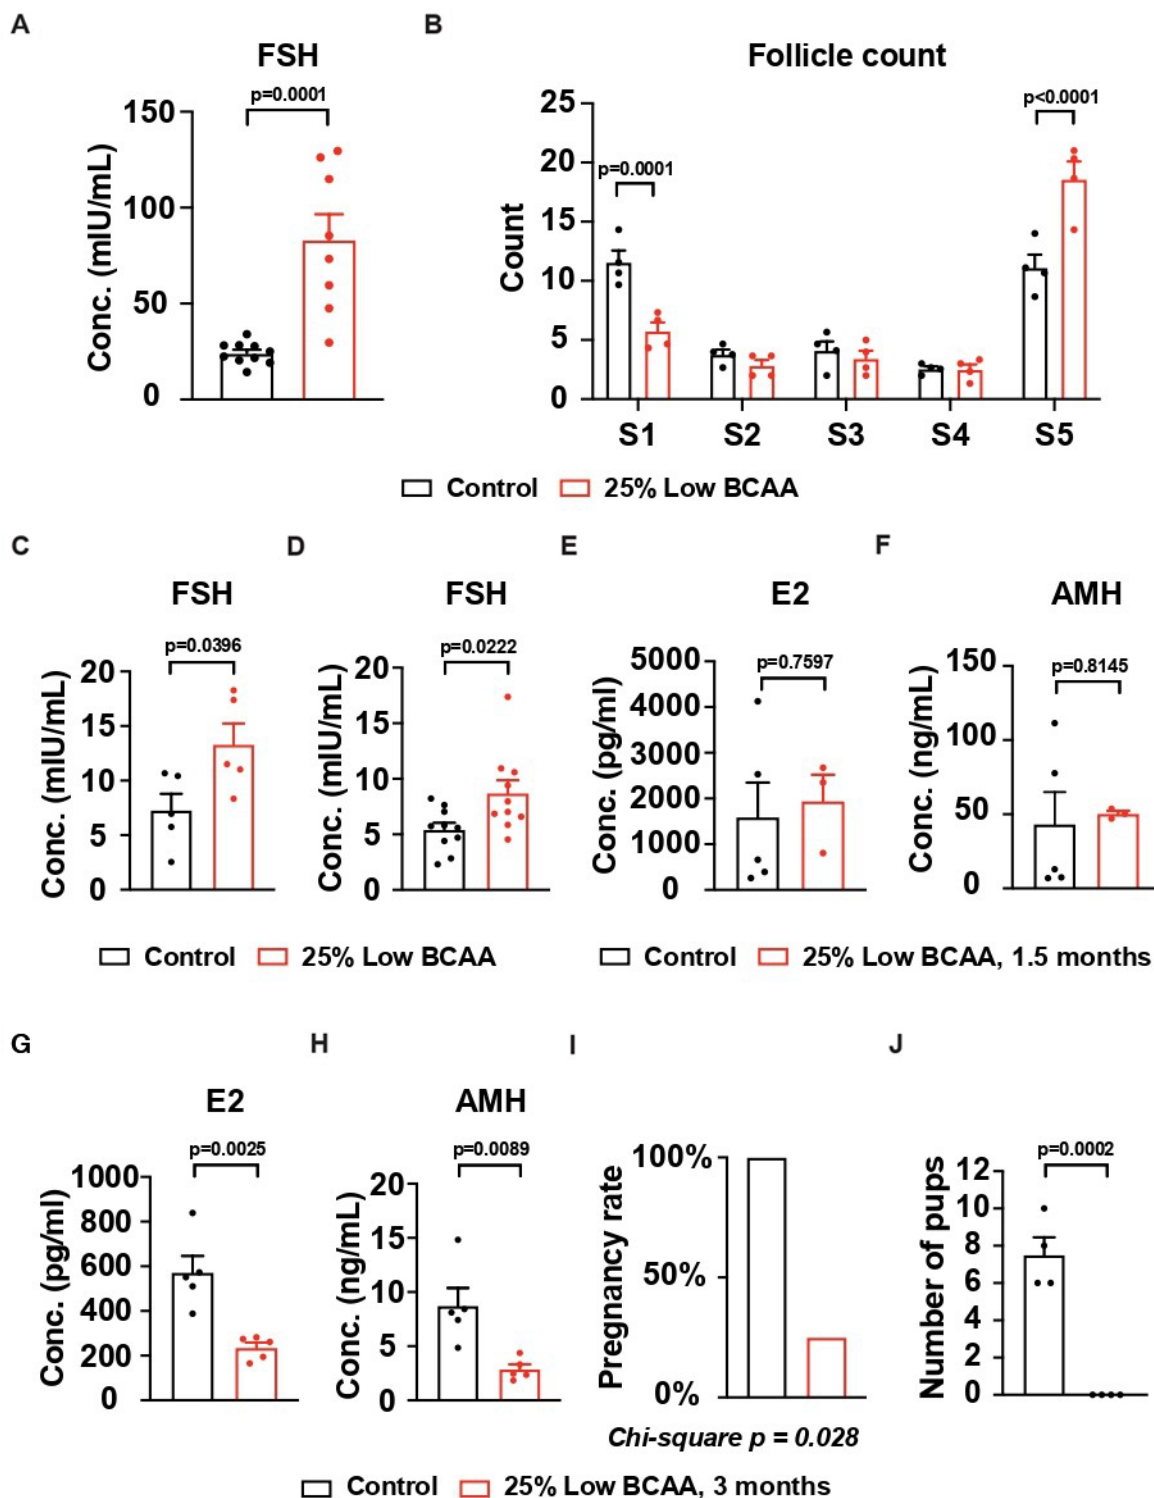 A
B
FSH
Follicle count
p=0.0001
150
100
50
0
Conc. (mIU/mL)
25
20
15
10
5
0
Count
p=0.0001
p<0.0001
S1 S2 S3 S4 S5
Control 25% Low BCAA
C
D
E
F
FSH
p=0.0396
20
15
10
5
0
Conc. (mIU/mL)
FSH
p=0.0222
20
15
10
5
0
Conc. (mIU/mL)
E2
p=0.7597
5000
4000
3000
2000
1000
0
Conc. (pg/ml)
AMH
p=0.8145
150
100
50
0
Conc. (ng/mL)
Control 25% Low BCAA
Control 25% Low BCAA, 1.5 months
G
H
I
J
E2
p=0.0025
1000
800
600
400
200
0
Conc. (pg/ml)
AMH
p=0.0089
20
15
10
5
0
Conc. (ng/mL)
100%
50%
0%
Pregnancy rate
Chi-square p = 0.028
p=0.0002
12
10
8
6
4
2
0
Number of pups
Control 25% Low BCAA, 3 months